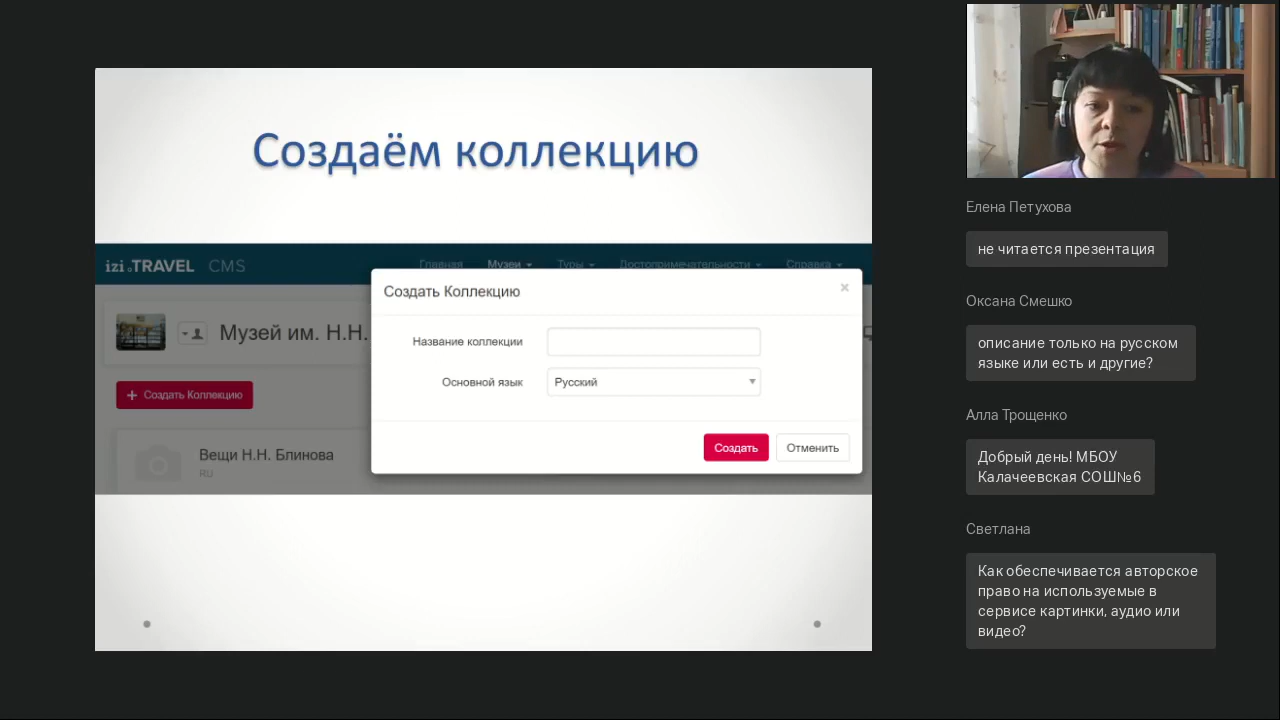 Создаём коллекцию
izi.TRAVEL CMS
Главная Музеи Туры Достопримечательности Справка
Создать Коллекцию
×
Музей им. Н.Н.
Название коллекции
Основной язык
Русский
+ Создать Коллекцию
Создать
Отменить
Вещи Н.Н. Блинова
RU
Елена Петухова
не читается презентация
Оксана Смешко
описание только на русском
языке или есть и другие?
Алла Трощенко
Добрый день! МБОУ
Калачеевская СОШ№6
Светлана
Как обеспечивается авторское
право на используемые в
сервисе картинки, аудио или
видео?